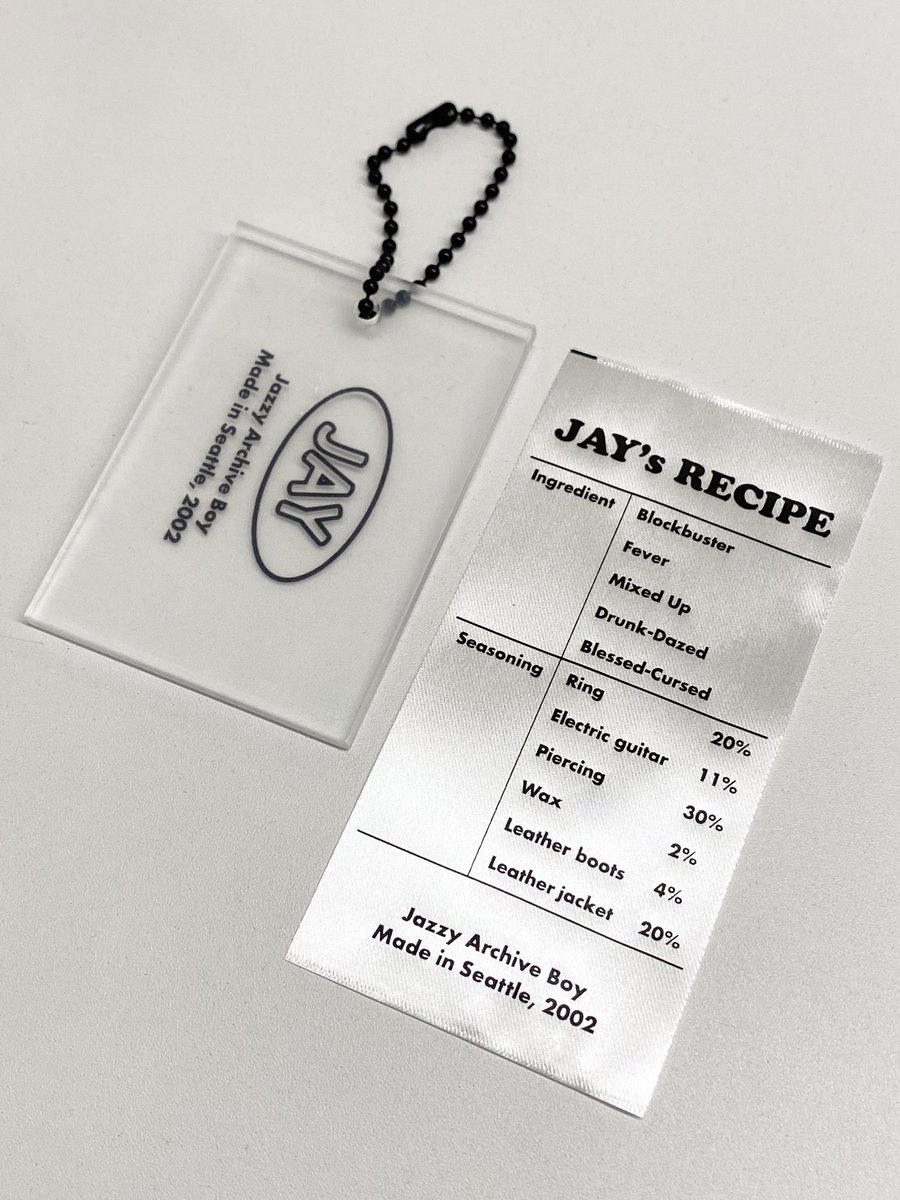 JAY
Jazzy Archive Boy
Made in Seattle, 2002
JAY's RECIPE
Ingredient
Blockbuster
Fever
Mixed Up
Drunk-Dazed
Blessed-Cursed
Seasoning
Ring 20%
Electric guitar 11%
Piercing 30%
Wax 2%
Leather boots 4%
Leather jacket 20%
Jazzy Archive Boy
Made in Seattle, 2002